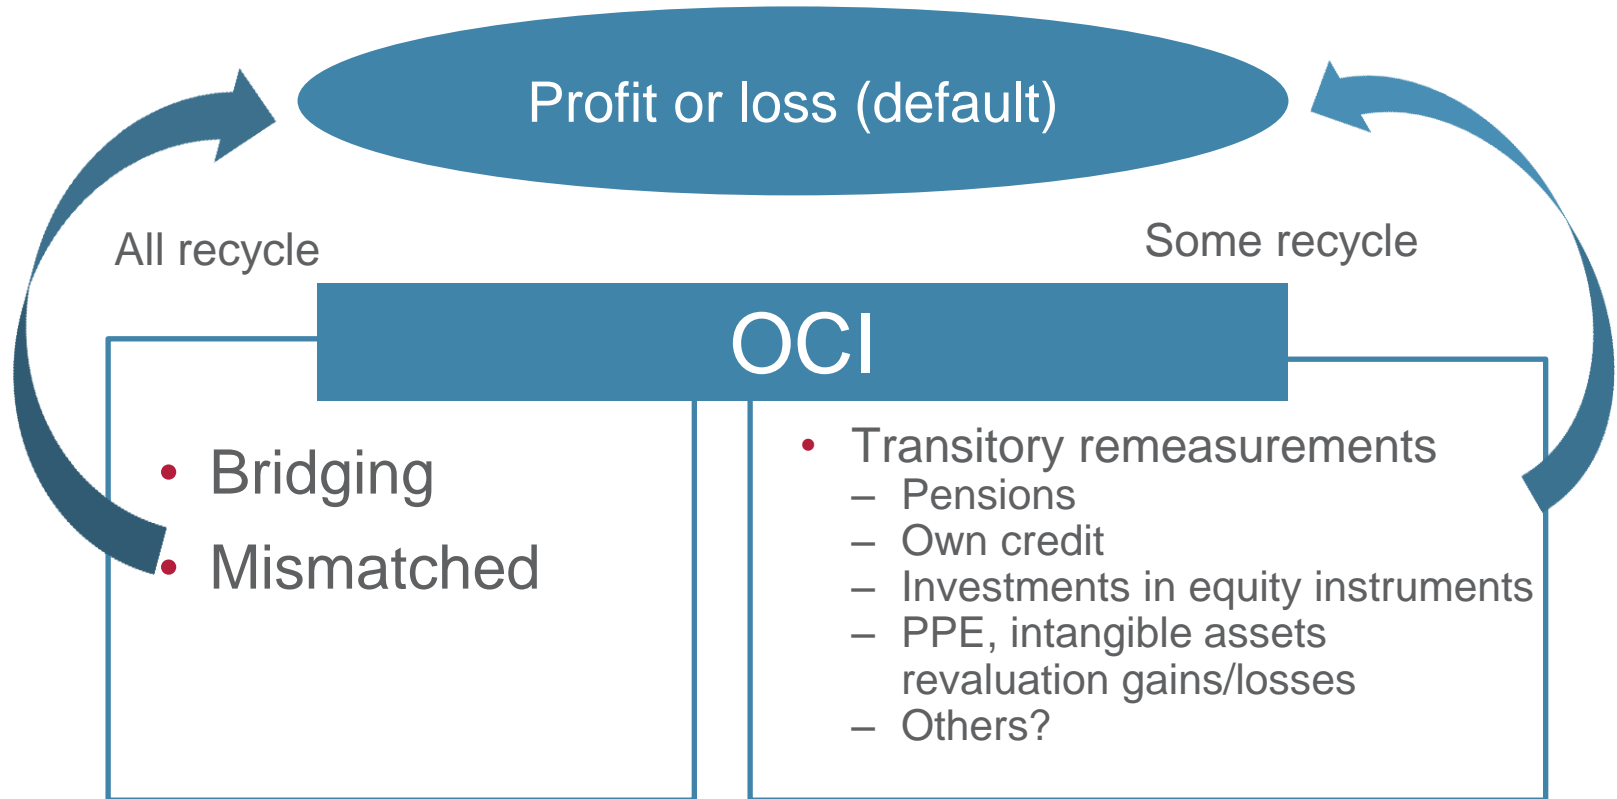 Profit or loss (default)
All recycle
Some recycle
OCI
• Bridging
• Mismatched
• Transitory remeasurements
– Pensions
– Own credit
– Investments in equity instruments
– PPE, intangible assets
revaluation gains/losses
– Others?